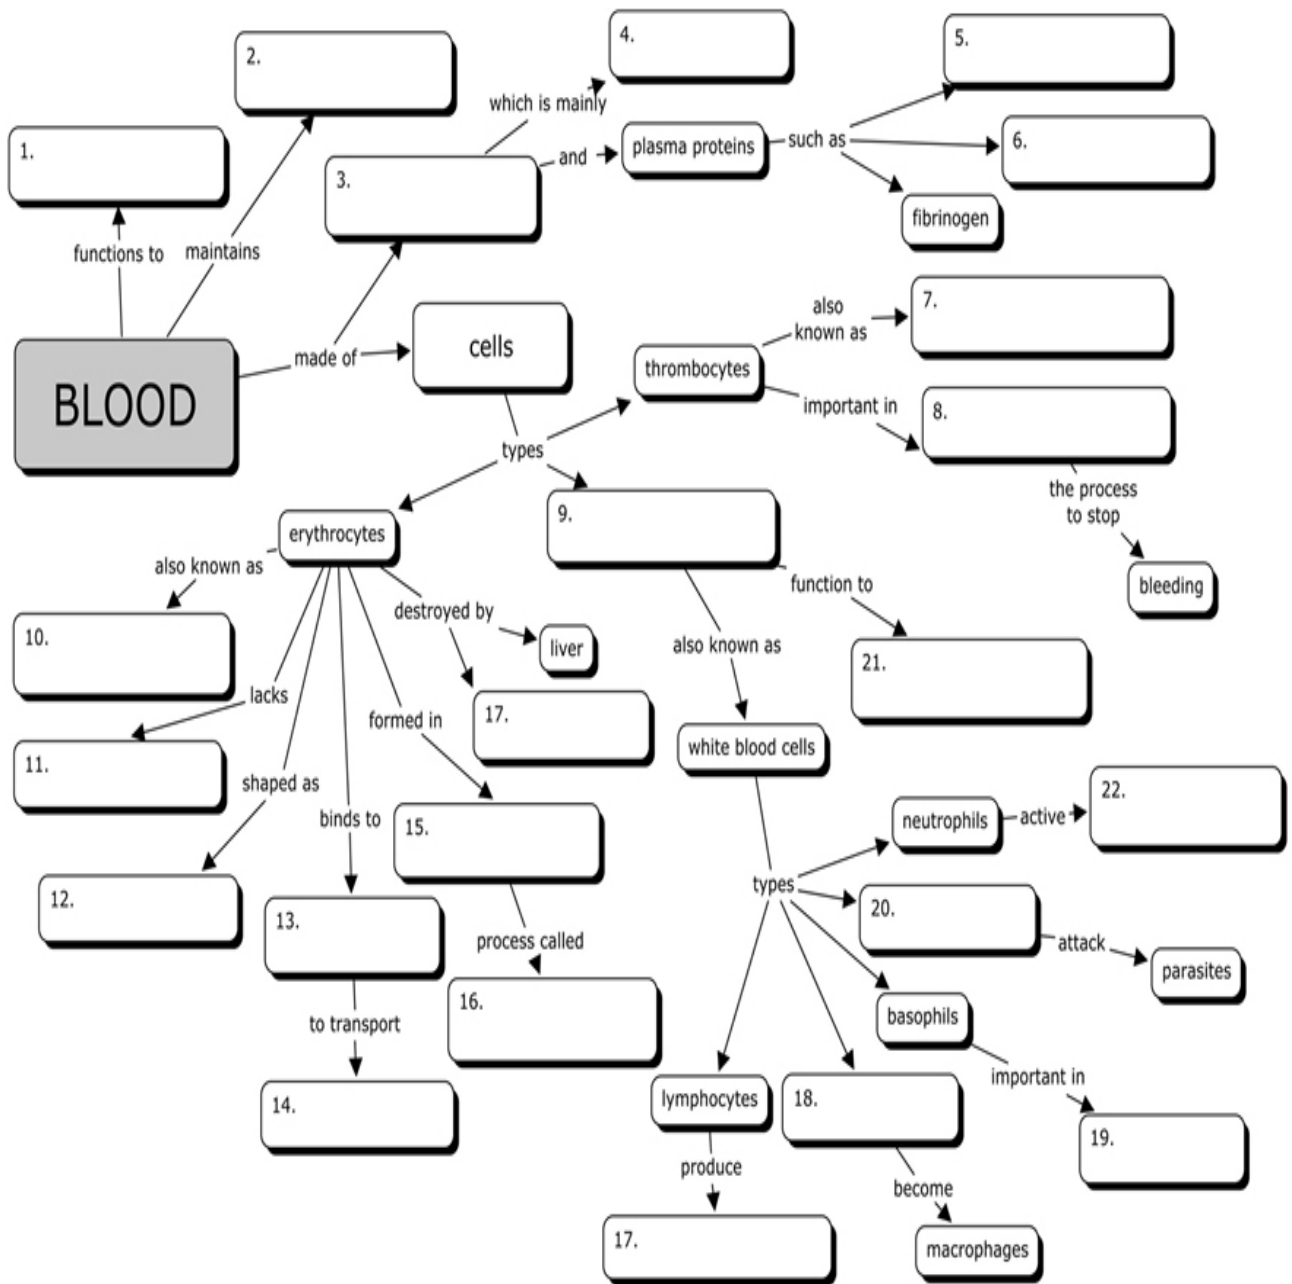 4.
5.
2.
which is mainly
1.
3.
and
plasma proteins
such as
6.
fibrinogen
functions to
maintains
7.
also
known as
cells
made of
thrombocytes
BLOOD
important in
8.
types
the process
to stop
9.
erythrocytes
also known as
function to
bleeding
destroyed by
liver
10.
also known as
21.
lacks
formed in
17.
white blood cells
11.
shaped as
binds to
15.
neutrophils
active
22.
types
12.
13.
20.
process called
attack
parasites
16.
basophils
to transport
important in
14.
lymphocytes
18.
19.
produce
become
17.
macrophages